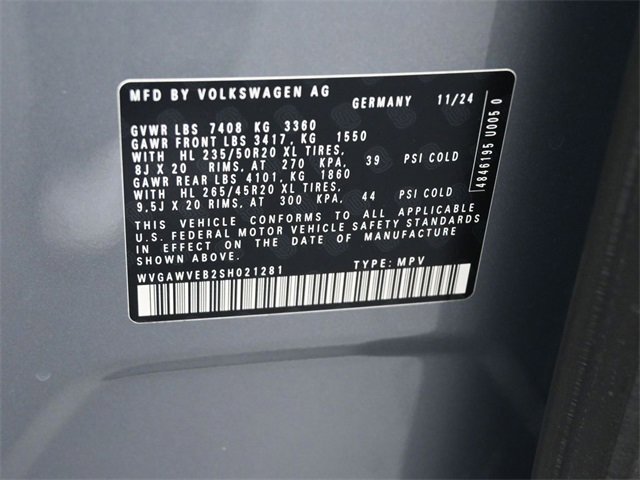 MFD BY VOLKSWAGEN AG GERMANY 11/24
GVWR LBS 7408 KG 3360
GAWR FRONT LBS 3417, KG 1550
WITH HL 235/50R20 XL TIRES,
8J X 20 RIMS, AT 270 KPA, 39 PSI COLD
GAWR REAR LBS 4101, KG 1860
WITH HL 265/45R20 XL TIRES,
9,5J X 20 RIMS, AT 300 KPA, 44 PSI COLD
THIS VEHICLE CONFORMS TO ALL APPLICABLE
U.S. FEDERAL MOTOR VEHICLE SAFETY STANDARDS
IN EFFECT ON THE DATE OF MANUFACTURE
SHOWN ABOVE.
WVGAWVEB2SH021281 TYPE: MPV
4846195 U005 0